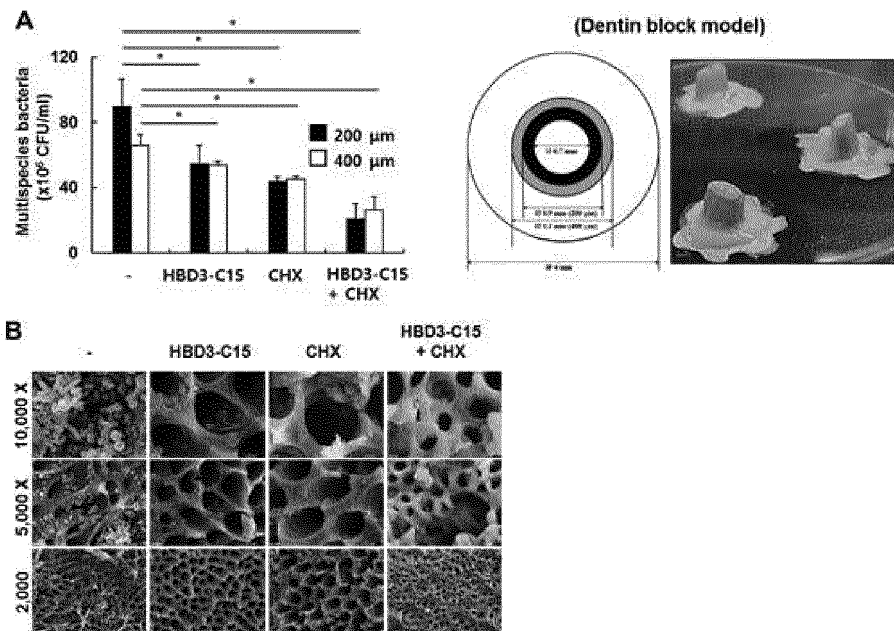 A
(Dentin block model)
Multispecies bacteria
(x10⁶ CFU/ml)
120
80
40
0
*
*
*
*
*
*
200 μm
400 μm
-
HBD3-C15
CHX
HBD3-C15
+ CHX
B
-
HBD3-C15
CHX
HBD3-C15
+ CHX
10,000 X
5,000 X
2,000